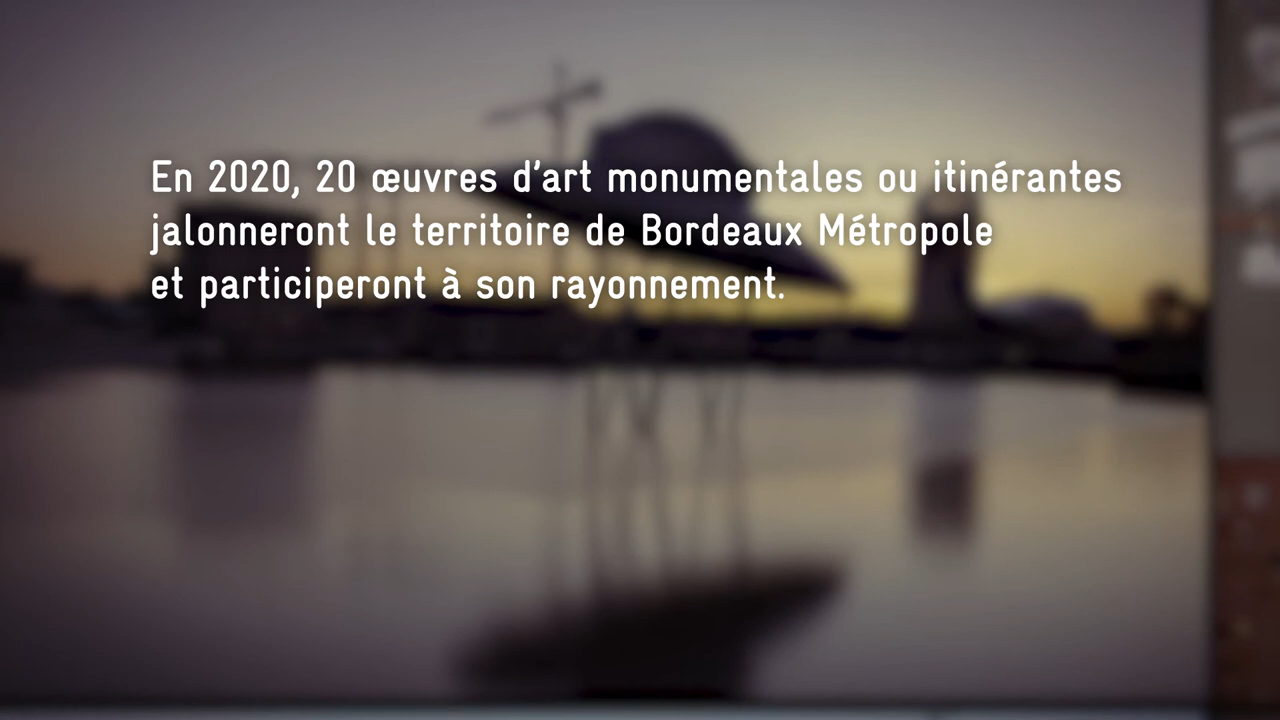 En 2020, 20 œuvres d’art monumentales ou itinérantes
jalonneront le territoire de Bordeaux Métropole
et participeront à son rayonnement.